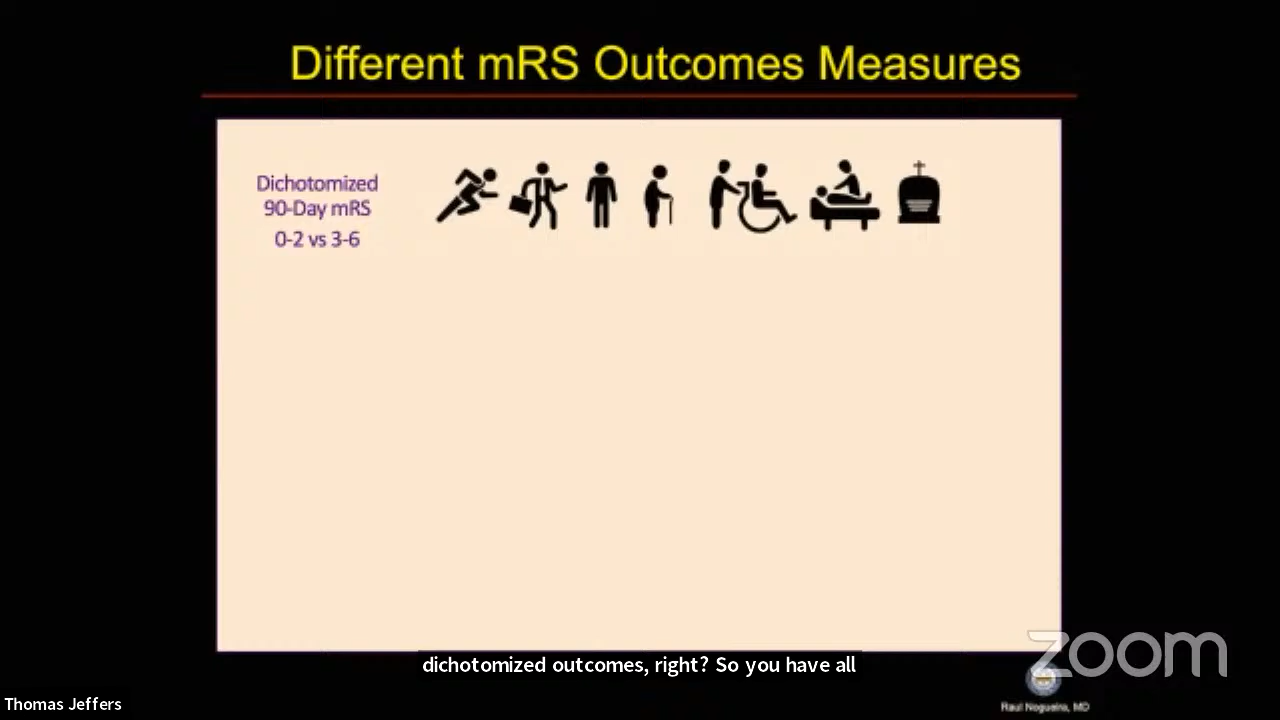 Different mRS Outcomes Measures
Dichotomized
90-Day mRS
0-2 vs 3-6
dichotomized outcomes, right? So you have all
zoom
Thomas Jeffers
Raul Nogueira, MD